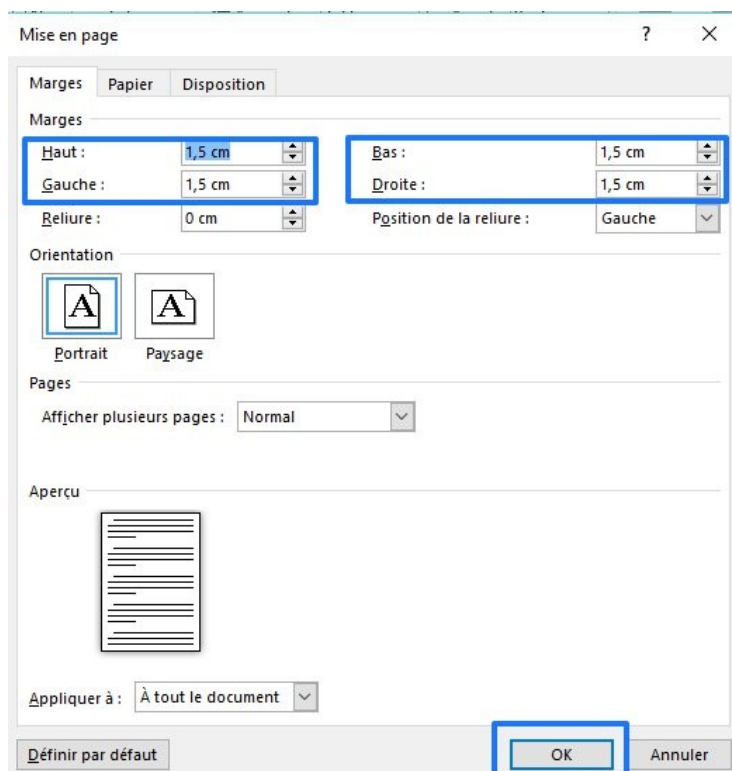 Mise en page ? ×
Marges Papier Disposition
Marges
Haut : 1,5 cm Bas : 1,5 cm
Gauche : 1,5 cm Droite : 1,5 cm
Reliure : 0 cm Position de la reliure : Gauche
Orientation
A A
Portrait Paysage
Pages
Afficher plusieurs pages : Normal
Aperçu
Appliquer à : À tout le document
Définir par défaut OK Annuler